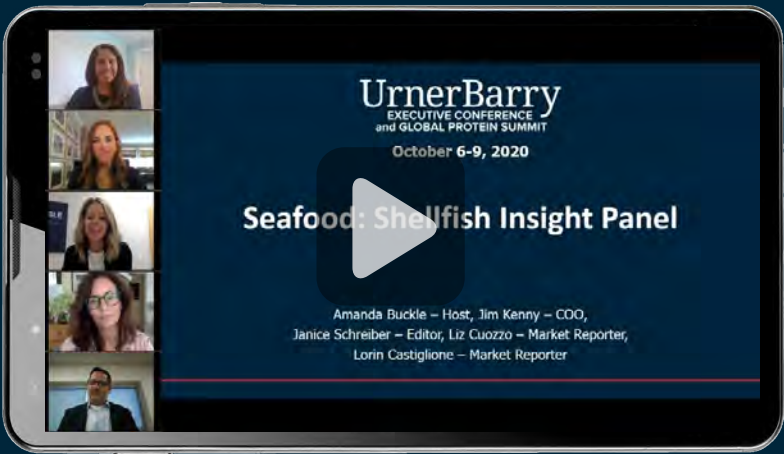 UrnerBarry
EXECUTIVE CONFERENCE
and GLOBAL PROTEIN SUMMIT
October 6-9, 2020
Seafood: Shellfish Insight Panel
Amanda Buckle – Host, Jim Kenny – COO,
Janice Schreiber – Editor, Liz Cuozzo – Market Reporter,
Lorin Castiglione – Market Reporter